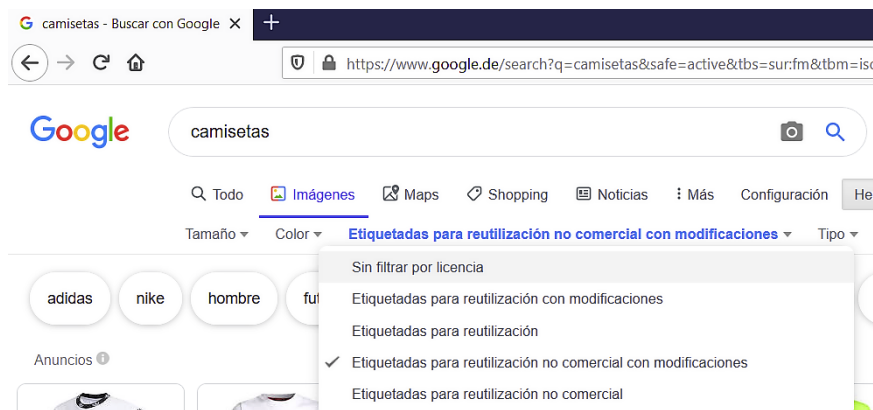 camisetas - Buscar con Google
https://www.google.de/search?q=camisetas&safe=active&tbs=sur:fm&tbm=isc
Google camisetas
Todo Imágenes Maps Shopping Noticias Más Configuración He
Tamaño Color Etiquetadas para reutilización no comercial con modificaciones Tipo
Sin filtrar por licencia
adidas nike hombre fu Etiquetadas para reutilización con modificaciones
Etiquetadas para reutilización
Anuncios Etiquetadas para reutilización no comercial con modificaciones
Etiquetadas para reutilización no comercial